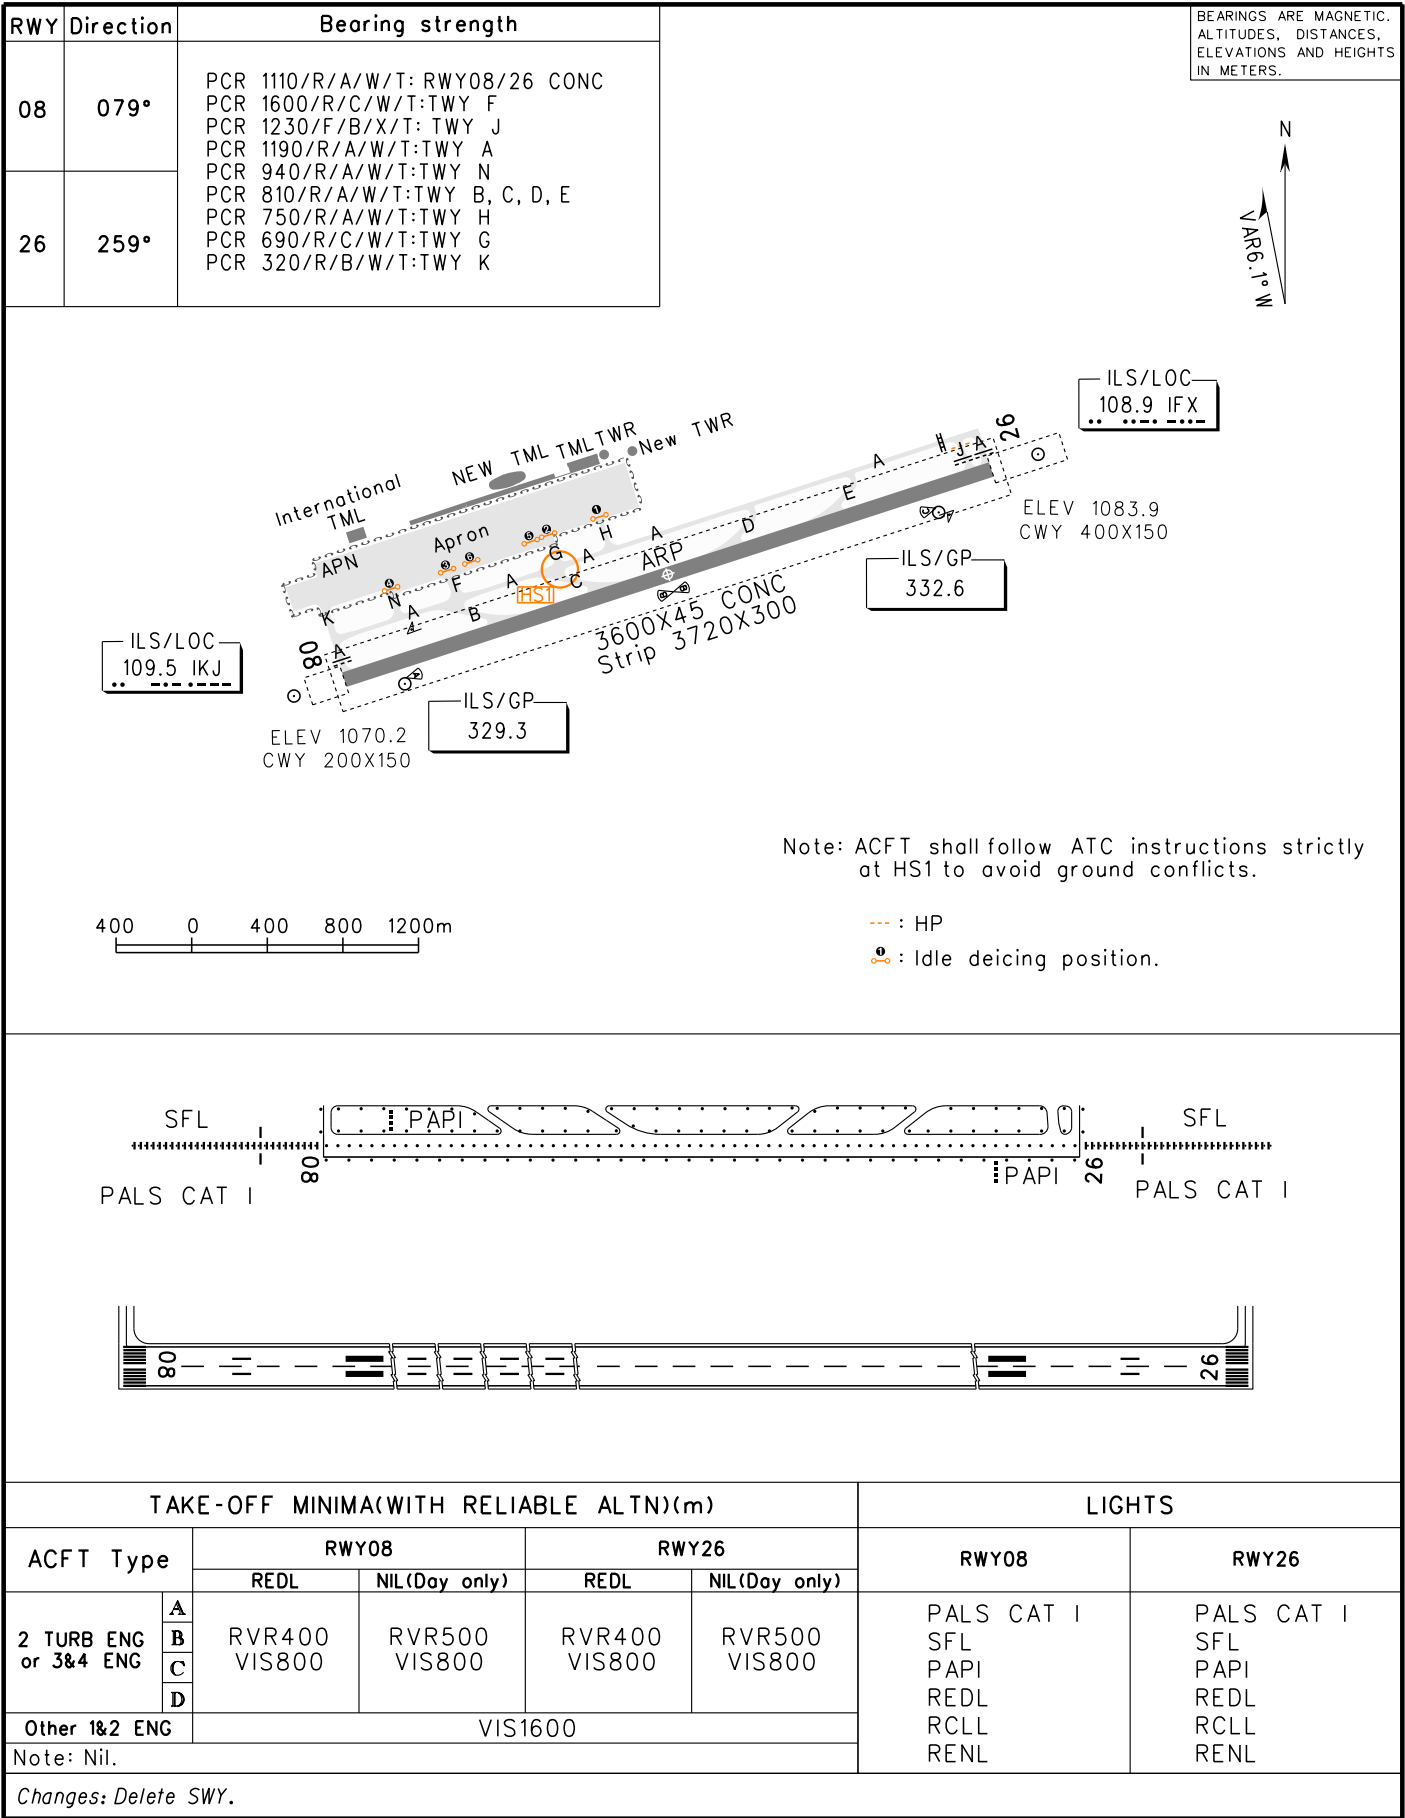 RWY Direction Bearing strength
BEARINGS ARE MAGNETIC.
ALTITUDES, DISTANCES,
ELEVATIONS AND HEIGHTS
IN METERS.
08 079°
26 259°
PCR 1110/R/A/W/T: RWY08/26 CONC
PCR 1600/R/C/W/T:TWY F
PCR 1230/F/B/X/T: TWY J
PCR 1190/R/A/W/T:TWY A
PCR 940/R/A/W/T:TWY N
PCR 810/R/A/W/T:TWY B, C, D, E
PCR 750/R/A/W/T:TWY H
PCR 690/R/C/W/T:TWY G
PCR 320/R/B/W/T:TWY K
N
VAR6.1° W
ILS/LOC
108.9 IFX
26
New TWR
TWR
TML
NEW TML
International
TML
Apron
APN
J A
A
E
D
A
ARP
H
A
G
C
A
F
B
A
N
K
A
1
2
5
6
3
4
HS1
08
ELEV 1083.9
CWY 400X150
ILS/GP
332.6
3600X45 CONC
Strip 3720X300
ILS/LOC
109.5 IKJ
ILS/GP
329.3
ELEV 1070.2
CWY 200X150
Note: ACFT shall follow ATC instructions strictly
at HS1 to avoid ground conflicts.
400 0 400 800 1200m
: HP
1 : Idle deicing position.
SFL PAPI SFL
08 26
PAPI
PALS CAT I PALS CAT I
08 26
TAKE-OFF MINIMA(WITH RELIABLE ALTN)(m) LIGHTS
ACFT Type RWY08 RWY26 RWY08 RWY26
REDL NIL(Day only) REDL NIL(Day only)
2 TURB ENG
or 3&4 ENG
A
B
C
D
RVR400 RVR500 RVR400 RVR500
VIS800 VIS800 VIS800 VIS800
Other 1&2 ENG VIS1600
Note: Nil.
PALS CAT I PALS CAT I
SFL SFL
PAPI PAPI
REDL REDL
RCLL RCLL
RENL RENL
Changes: Delete SWY.